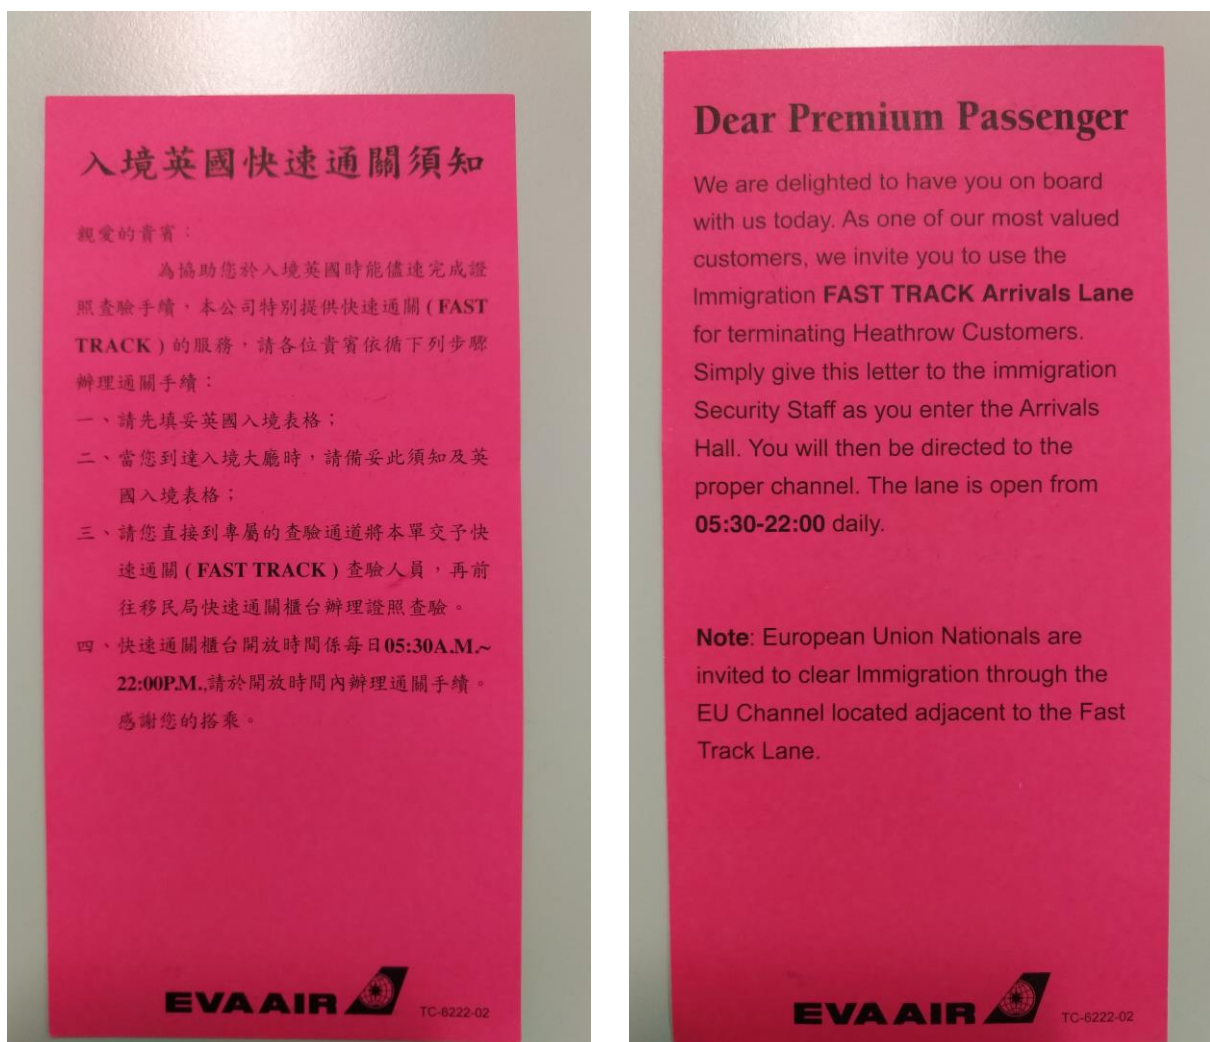 入境英國快速通關須知
親愛的貴賓：
為協助您於入境英國時能儘速完成證
照查驗手續，本公司特別提供快速通關 ( FAST
TRACK ) 的服務，請各位貴賓依循下列步驟
辦理通關手續：
一、請先填妥英國入境表格；
二、當您到達入境大廳時，請備妥此須知及英
國入境表格；
三、請您直接到專屬的查驗通道將本單交予快
速通關 ( FAST TRACK ) 查驗人員，再前
往移民局快速通關櫃台辦理證照查驗。
四、快速通關櫃台開放時間係每日05:30A.M.~
22:00P.M.,請於開放時間內辦理通關手續。
感謝您的搭乘。
EVA AIR
TC-6222-02
Dear Premium Passenger
We are delighted to have you on board
with us today. As one of our most valued
customers, we invite you to use the
Immigration FAST TRACK Arrivals Lane
for terminating Heathrow Customers.
Simply give this letter to the immigration
Security Staff as you enter the Arrivals
Hall. You will then be directed to the
proper channel. The lane is open from
05:30-22:00 daily.
Note: European Union Nationals are
invited to clear Immigration through the
EU Channel located adjacent to the Fast
Track Lane.
EVA AIR
TC-6222-02